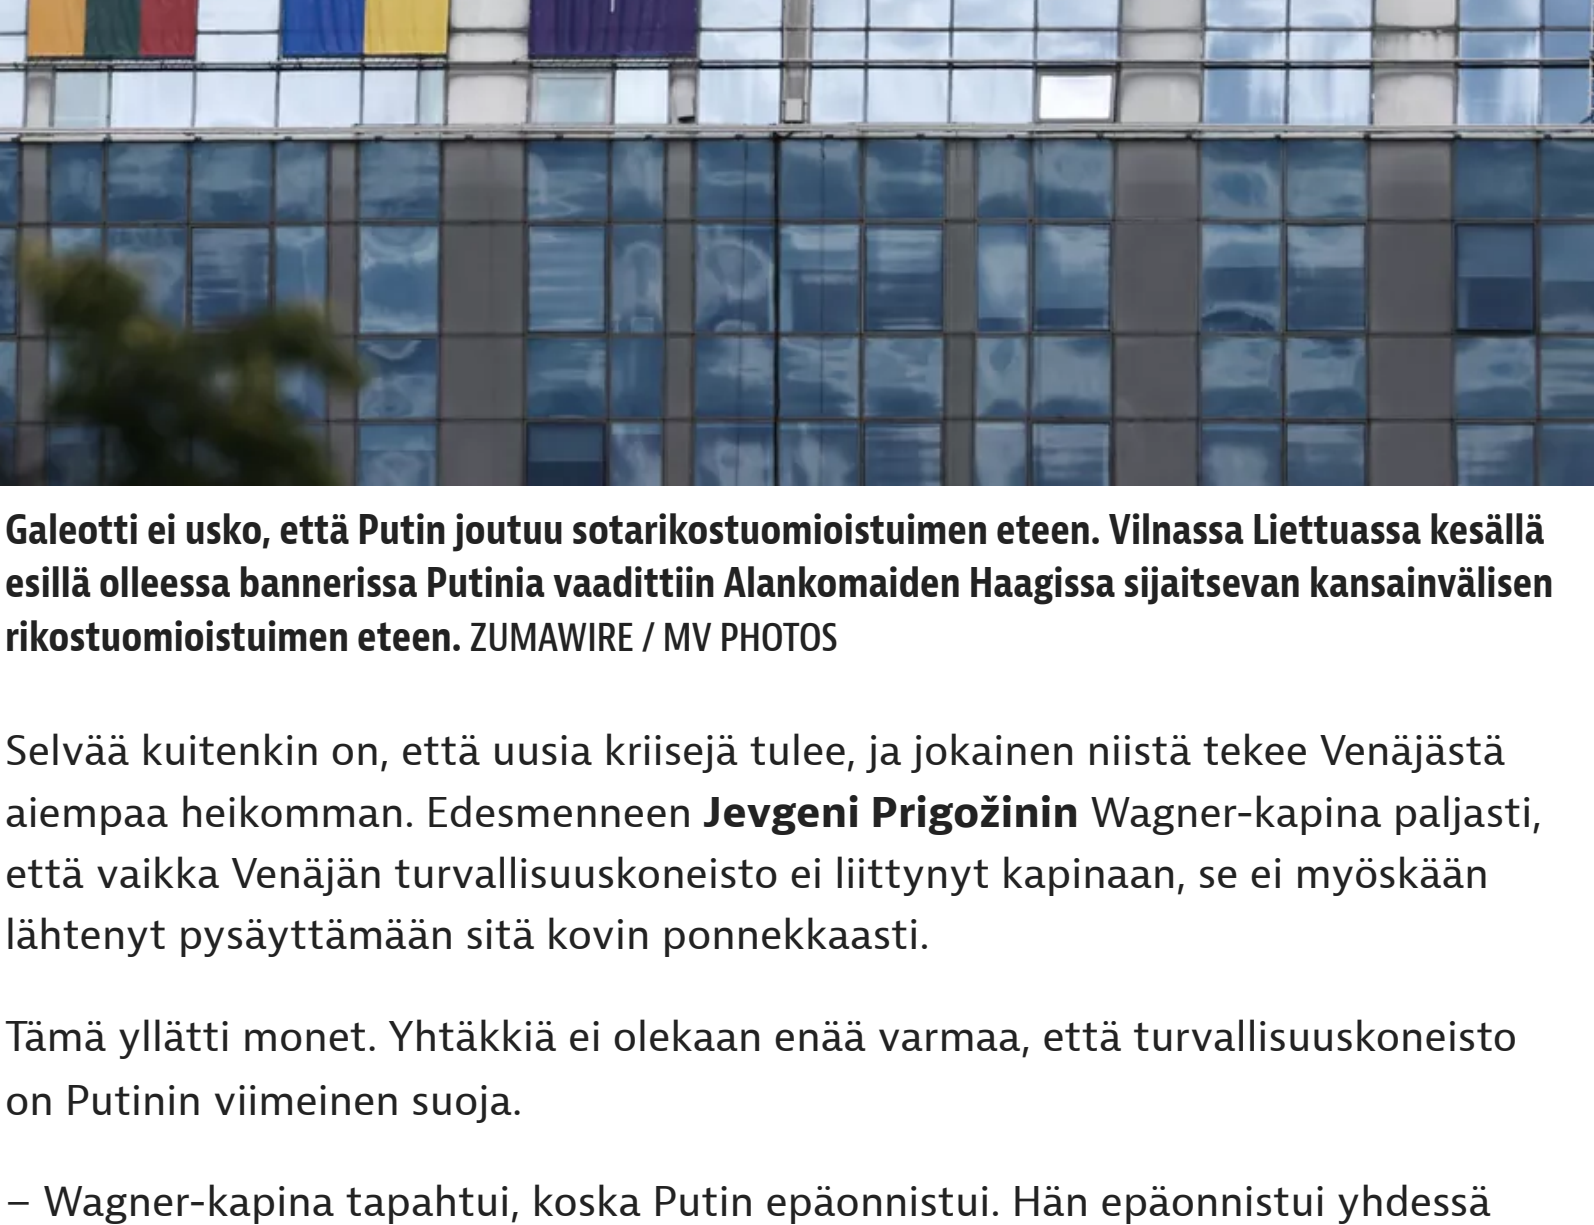 Galeotti ei usko, että Putin joutuu sotarikostuomioistuimen eteen. Vilnassa Liettuassa kesällä
esillä olleessa bannerissa Putinia vaadittiin Alankomaiden Haagissa sijaitsevan kansainvälisen
rikostuomioistuimen eteen. ZUMAWIRE / MV PHOTOS
Selvää kuitenkin on, että uusia kriisejä tulee, ja jokainen niistä tekee Venäjästä
aiempaa heikomman. Edesmenneen Jevgeni Prigožinin Wagner-kapina paljasti,
että vaikka Venäjän turvallisuuskoneisto ei liittynyt kapinaan, se ei myöskään
lähtenyt pysäyttämään sitä kovin ponnekkaasti.
Tämä yllätti monet. Yhtäkkiä ei olekaan enää varmaa, että turvallisuuskoneisto
on Putinin viimeinen suoja.
– Wagner-kapina tapahtui, koska Putin epäonnistui. Hän epäonnistui yhdessä